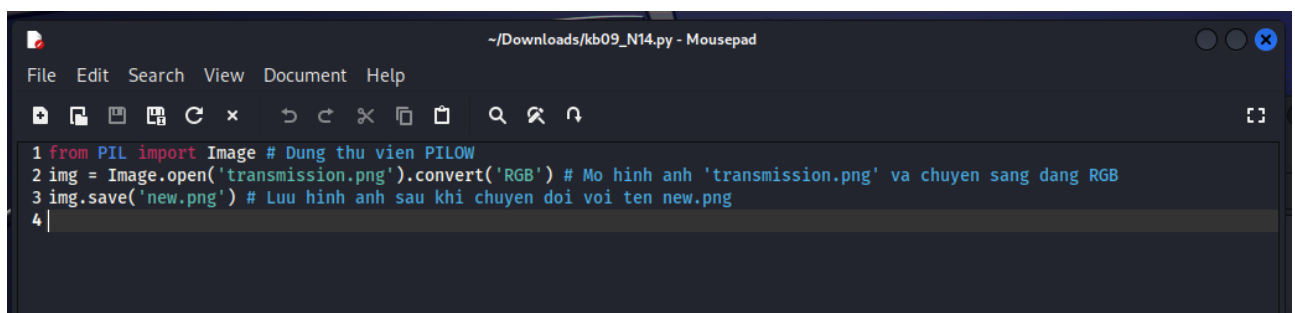 ~/Downloads/kb09_N14.py - Mousepad
File Edit Search View Document Help
1 from PIL import Image # Dung thu vien PILOW
2 img = Image.open('transmission.png').convert('RGB') # Mo hinh anh 'transmission.png' va chuyen sang dang RGB
3 img.save('new.png') # Luu hinh anh sau khi chuyen doi voi ten new.png
4